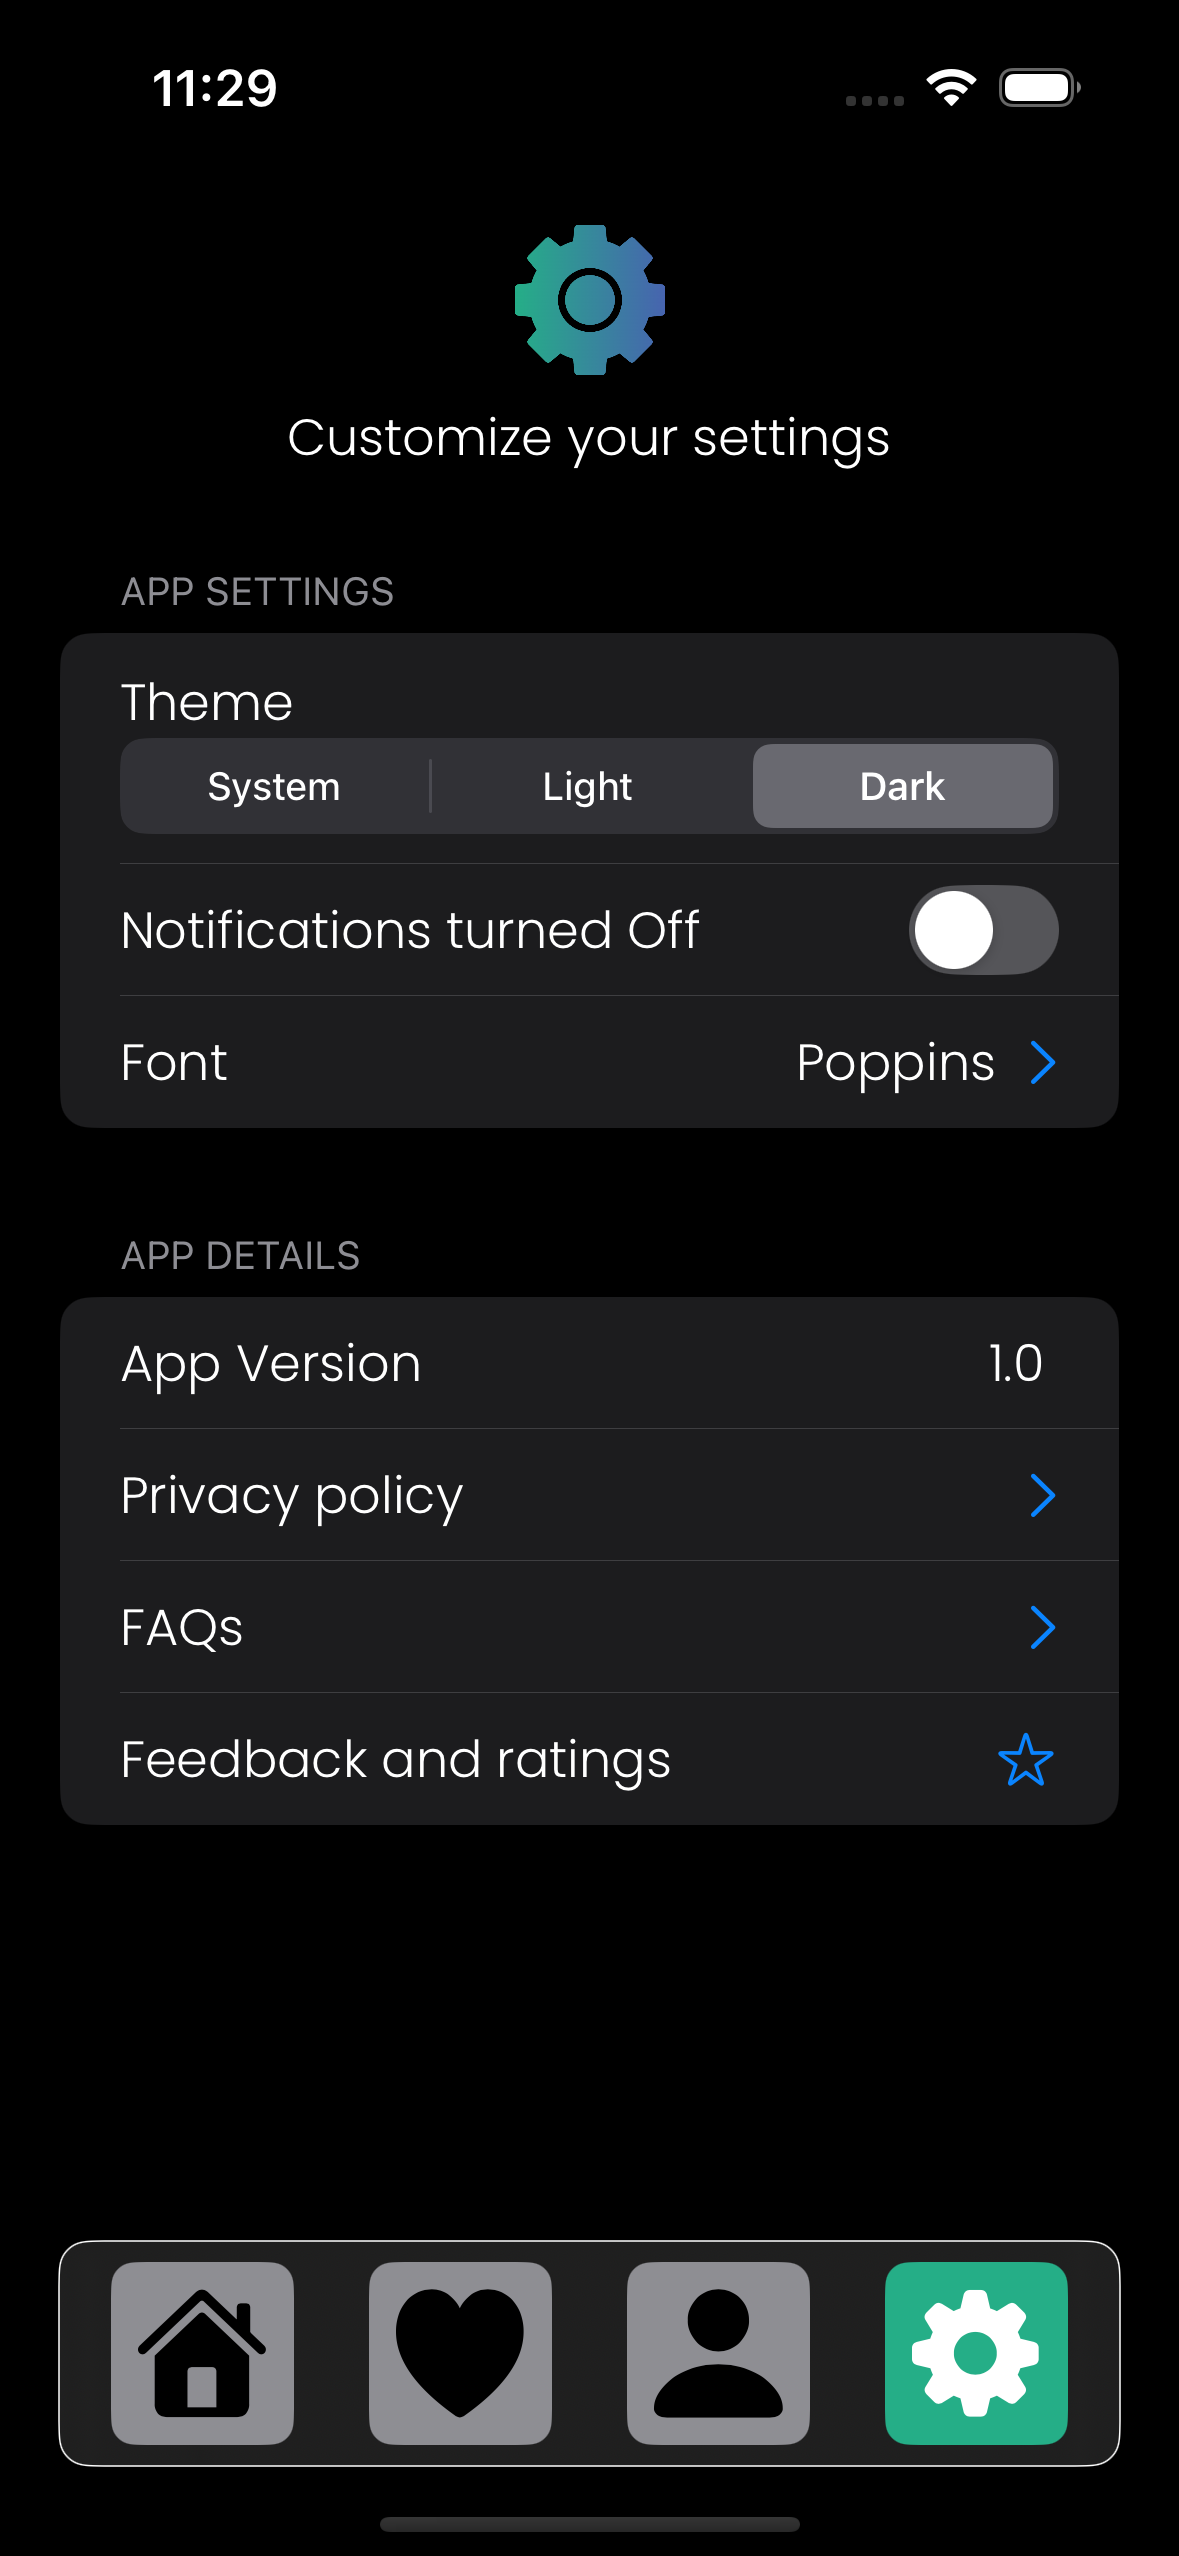 11:29
Customize your settings
APP SETTINGS
Theme
System Light Dark
Notifications turned Off
Font Poppins
APP DETAILS
App Version 1.0
Privacy policy
FAQs
Feedback and ratings